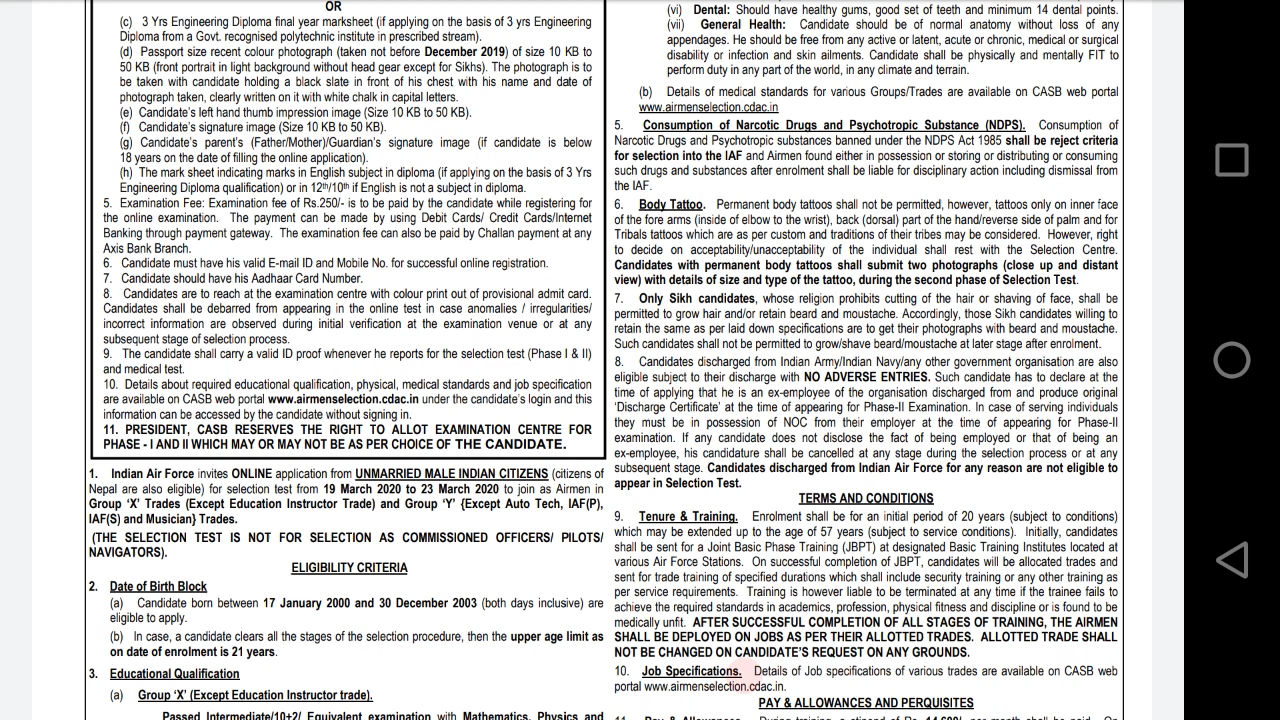 OR
(c) 3 Yrs Engineering Diploma final year marksheet (if applying on the basis of 3 yrs Engineering
Diploma from a Govt. recognised polytechnic institute in prescribed stream).
(d) Passport size recent colour photograph (taken not before December 2019) of size 10 KB to
50 KB (front portrait in light background without head gear except for Sikhs). The photograph is to
be taken with candidate holding a black slate in front of his chest with his name and date of
photograph taken, clearly written on it with white chalk in capital letters.
(e) Candidate's left hand thumb impression image (Size 10 KB to 50 KB).
(f) Candidate's signature image (Size 10 KB to 50 KB).
(g) Candidate's parent's (Father/Mother)/Guardian's signature image (if candidate is below
18 years on the date of filling the online application).
(h) The mark sheet indicating marks in English subject in diploma (if applying on the basis of 3 Yrs
Engineering Diploma qualification) or in 12th/10th if English is not a subject in diploma.
5. Examination Fee: Examination fee of Rs.250/- is to be paid by the candidate while registering for
the online examination. The payment can be made by using Debit Cards/ Credit Cards/Internet
Banking through payment gateway. The examination fee can also be paid by Challan payment at any
Axis Bank Branch.
6. Candidate must have his valid E-mail ID and Mobile No. for successful online registration.
7. Candidate should have his Aadhaar Card Number.
8. Candidates are to reach at the examination centre with colour print out of provisional admit card.
Candidates shall be debarred from appearing in the online test in case anomalies / irregularities/
incorrect information are observed during initial verification at the examination venue or at any
subsequent stage of selection process.
9. The candidate shall carry a valid ID proof whenever he reports for the selection test (Phase I & II)
and medical test.
10. Details about required educational qualification, physical, medical standards and job specification
are available on CASB web portal www.airmenselection.cdac.in under the candidate's login and this
information can be accessed by the candidate without signing in.
11. PRESIDENT, CASB RESERVES THE RIGHT TO ALLOT EXAMINATION CENTRE FOR
PHASE - I AND II WHICH MAY OR MAY NOT BE AS PER CHOICE OF THE CANDIDATE.
1. Indian Air Force invites ONLINE application from UNMARRIED MALE INDIAN CITIZENS (citizens of
Nepal are also eligible) for selection test from 19 March 2020 to 23 March 2020 to join as Airmen in
Group 'X' Trades (Except Education Instructor Trade) and Group 'Y' {Except Auto Tech, IAF(P),
IAF(S) and Musician} Trades.
(THE SELECTION TEST IS NOT FOR SELECTION AS COMMISSIONED OFFICERS/ PILOTS/
NAVIGATORS).
ELIGIBILITY CRITERIA
2. Date of Birth Block
(a) Candidate born between 17 January 2000 and 30 December 2003 (both days inclusive) are
eligible to apply.
(b) In case, a candidate clears all the stages of the selection procedure, then the upper age limit as
on date of enrolment is 21 years.
3. Educational Qualification
(a) Group 'X' (Except Education Instructor trade).
Passed Intermediate/10+2/ Equivalent examination with Mathematics, Physics and
(vi) Dental: Should have healthy gums, good set of teeth and minimum 14 dental points.
(vii) General Health: Candidate should be of normal anatomy without loss of any
appendages. He should be free from any active or latent, acute or chronic, medical or surgical
disability or infection and skin ailments. Candidate shall be physically and mentally FIT to
perform duty in any part of the world, in any climate and terrain.
(b) Details of medical standards for various Groups/Trades are available on CASB web portal
www.airmenselection.cdac.in
5. Consumption of Narcotic Drugs and Psychotropic Substance (NDPS). Consumption of
Narcotic Drugs and Psychotropic substances banned under the NDPS Act 1985 shall be reject criteria
for selection into the IAF and Airmen found either in possession or storing or distributing or consuming
such drugs and substances after enrolment shall be liable for disciplinary action including dismissal from
the IAF.
6. Body Tattoo. Permanent body tattoos shall not be permitted, however, tattoos only on inner face
of the fore arms (inside of elbow to the wrist), back (dorsal) part of the hand/reverse side of palm and for
Tribals tattoos which are as per custom and traditions of their tribes may be considered. However, right
to decide on acceptability/unacceptability of the individual shall rest with the Selection Centre.
Candidates with permanent body tattoos shall submit two photographs (close up and distant
view) with details of size and type of the tattoo, during the second phase of Selection Test.
7. Only Sikh candidates, whose religion prohibits cutting of the hair or shaving of face, shall be
permitted to grow hair and/or retain beard and moustache. Accordingly, those Sikh candidates willing to
retain the same as per laid down specifications are to get their photographs with beard and moustache.
Such candidates shall not be permitted to grow/shave beard/moustache at later stage after enrolment.
8. Candidates discharged from Indian Army/Indian Navy/any other government organisation are also
eligible subject to their discharge with NO ADVERSE ENTRIES. Such candidate has to declare at the
time of applying that he is an ex-employee of the organisation discharged from and produce original
'Discharge Certificate' at the time of appearing for Phase-II Examination. In case of serving individuals
they must be in possession of NOC from their employer at the time of appearing for Phase-II
examination. If any candidate does not disclose the fact of being employed or that of being an
ex-employee, his candidature shall be cancelled at any stage during the selection process or at any
subsequent stage. Candidates discharged from Indian Air Force for any reason are not eligible to
appear in Selection Test.
TERMS AND CONDITIONS
9. Tenure & Training. Enrolment shall be for an initial period of 20 years (subject to conditions)
which may be extended up to the age of 57 years (subject to service conditions). Initially, candidates
shall be sent for a Joint Basic Phase Training (JBPT) at designated Basic Training Institutes located at
various Air Force Stations. On successful completion of JBPT, candidates will be allocated trades and
sent for trade training of specified durations which shall include security training or any other training as
per service requirements. Training is however liable to be terminated at any time if the trainee fails to
achieve the required standards in academics, profession, physical fitness and discipline or is found to be
medically unfit. AFTER SUCCESSFUL COMPLETION OF ALL STAGES OF TRAINING, THE AIRMEN
SHALL BE DEPLOYED ON JOBS AS PER THEIR ALLOTTED TRADES. ALLOTTED TRADE SHALL
NOT BE CHANGED ON CANDIDATE'S REQUEST ON ANY GROUNDS.
10. Job Specifications. Details of Job specifications of various trades are available on CASB web
portal www.airmenselection.cdac.in.
PAY & ALLOWANCES AND PERQUISITES
11. Pay & Allowances. During training, a stipend of Rs. 14,600/- per month shall be paid. On